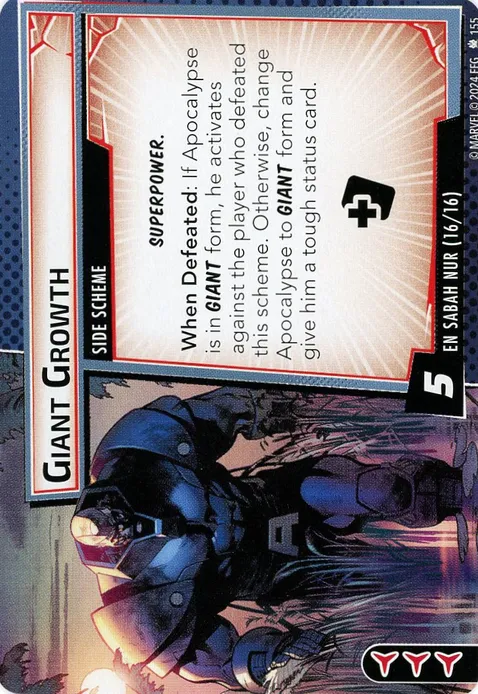 GIANT GROWTH
SIDE SCHEME
SUPERPOWER.
When Defeated: If Apocalypse
is in GIANT form, he activates
against the player who defeated
this scheme. Otherwise, change
Apocalypse to GIANT form and
give him a tough status card.
5
EN SABAH NUR (16/16)
© MARVEL © 2024 FFG 155